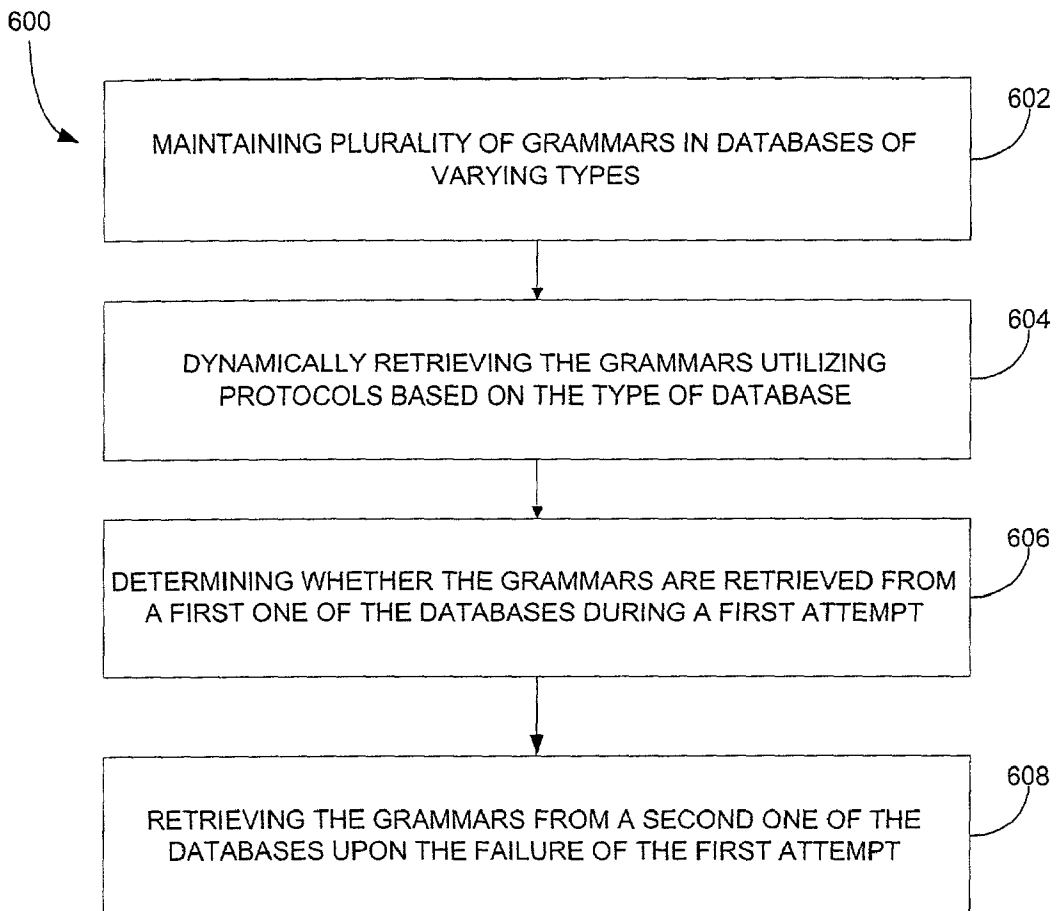 600
602
MAINTAINING PLURALITY OF GRAMMARS IN DATABASES OF
VARYING TYPES
604
DYNAMICALLY RETRIEVING THE GRAMMARS UTILIZING
PROTOCOLS BASED ON THE TYPE OF DATABASE
606
DETERMINING WHETHER THE GRAMMARS ARE RETRIEVED FROM
A FIRST ONE OF THE DATABASES DURING A FIRST ATTEMPT
608
RETRIEVING THE GRAMMARS FROM A SECOND ONE OF THE
DATABASES UPON THE FAILURE OF THE FIRST ATTEMPT